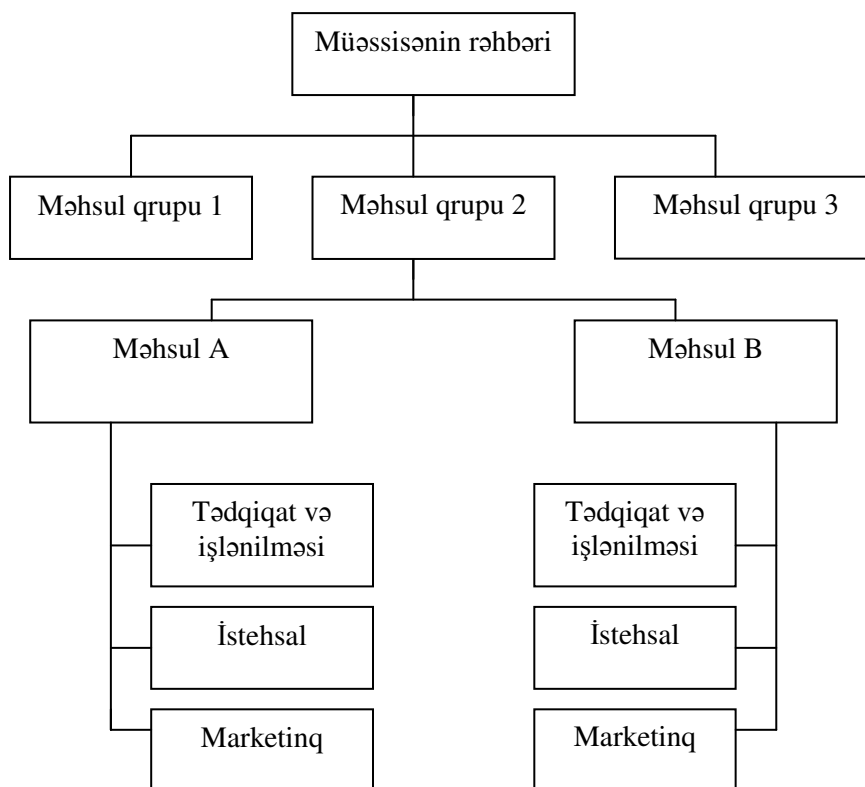 Müəssisənin rəhbəri
Məhsul qrupu 1
Məhsul qrupu 2
Məhsul qrupu 3
Məhsul A
Məhsul B
Tədqiqat və
işlənilməsi
Tədqiqat və
işlənilməsi
İstehsal
İstehsal
Marketinq
Marketinq